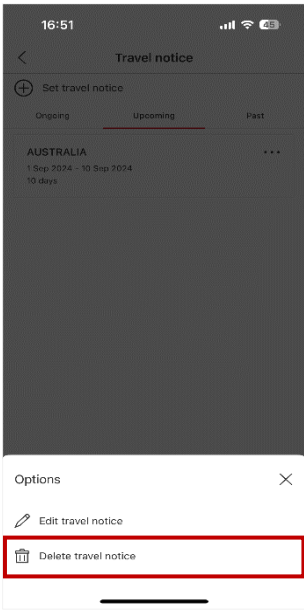 16:51
45
Travel notice
Set travel notice
Ongoing Upcoming Past
AUSTRALIA
1 Sep 2024 - 10 Sep 2024
10 days
Options
Edit travel notice
Delete travel notice